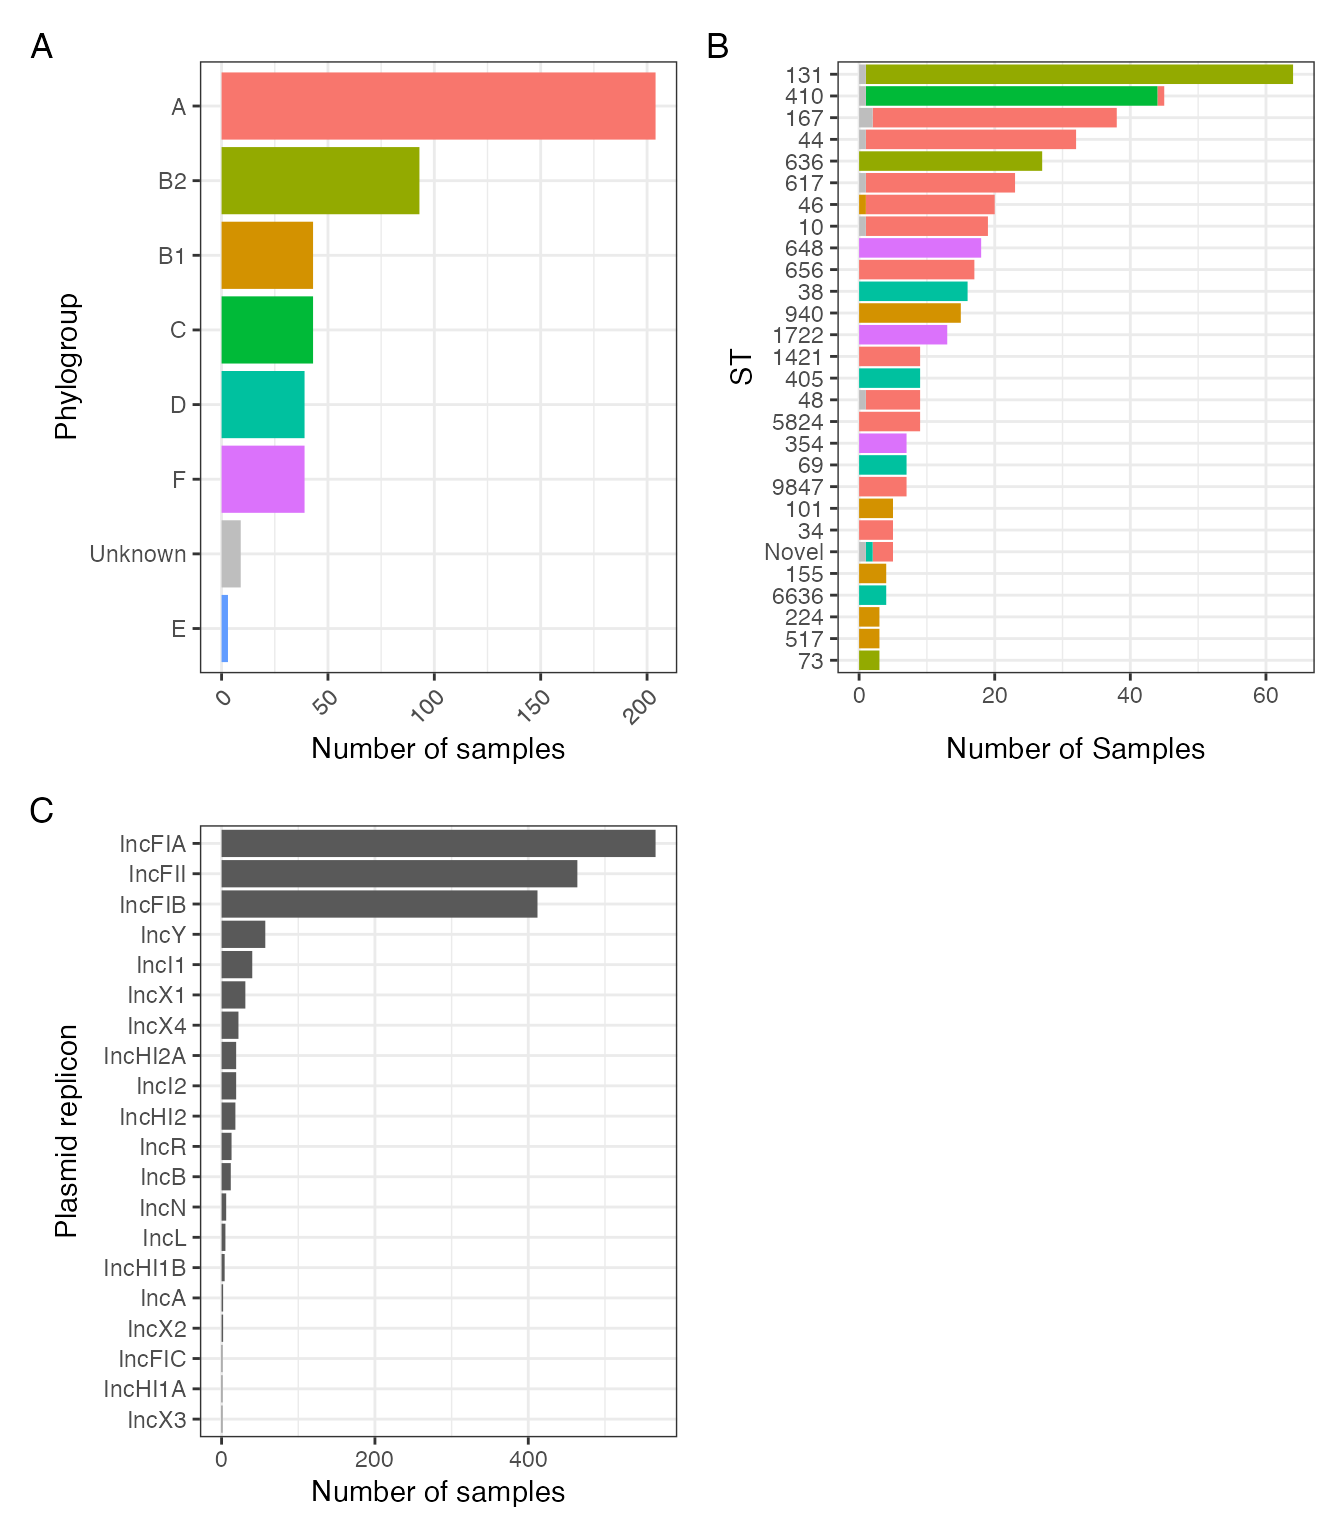 A
A
B2
B1
C
D
F
Unknown
E
Phylogroup
0
50
100
150
200
Number of samples
B
131
410
167
44
636
617
46
10
648
656
38
940
1722
1421
405
48
5824
354
69
9847
101
34
Novel
155
6636
224
517
73
ST
0
20
40
60
Number of Samples
C
IncFIA
IncFII
IncFIB
IncY
IncI1
IncX1
IncX4
IncHI2A
IncI2
IncHI2
IncR
IncB
IncN
IncL
IncHI1B
IncA
IncX2
IncFIC
IncHI1A
IncX3
Plasmid replicon
0
200
400
Number of samples